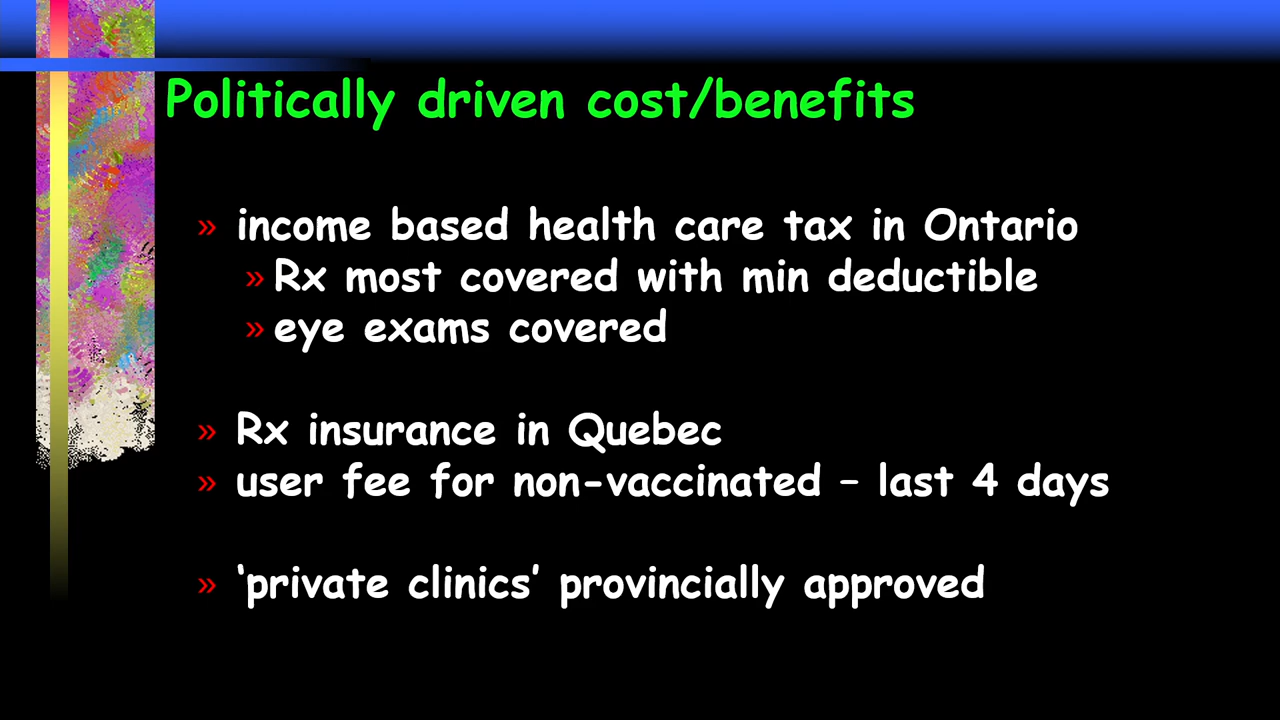 Politically driven cost/benefits
» income based health care tax in Ontario
» Rx most covered with min deductible
» eye exams covered
» Rx insurance in Quebec
» user fee for non-vaccinated – last 4 days
» ‘private clinics’ provincially approved